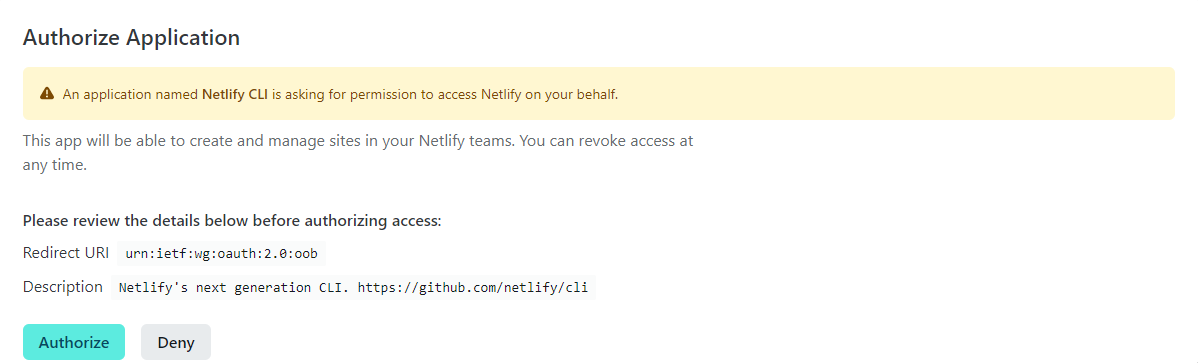 Authorize Application
An application named Netlify CLI is asking for permission to access Netlify on your behalf.
This app will be able to create and manage sites in your Netlify teams. You can revoke access at
any time.
Please review the details below before authorizing access:
Redirect URI urn:ietf:wg:oauth:2.0:oob
Description Netlify's next generation CLI. https://github.com/netlify/cli
Authorize Deny